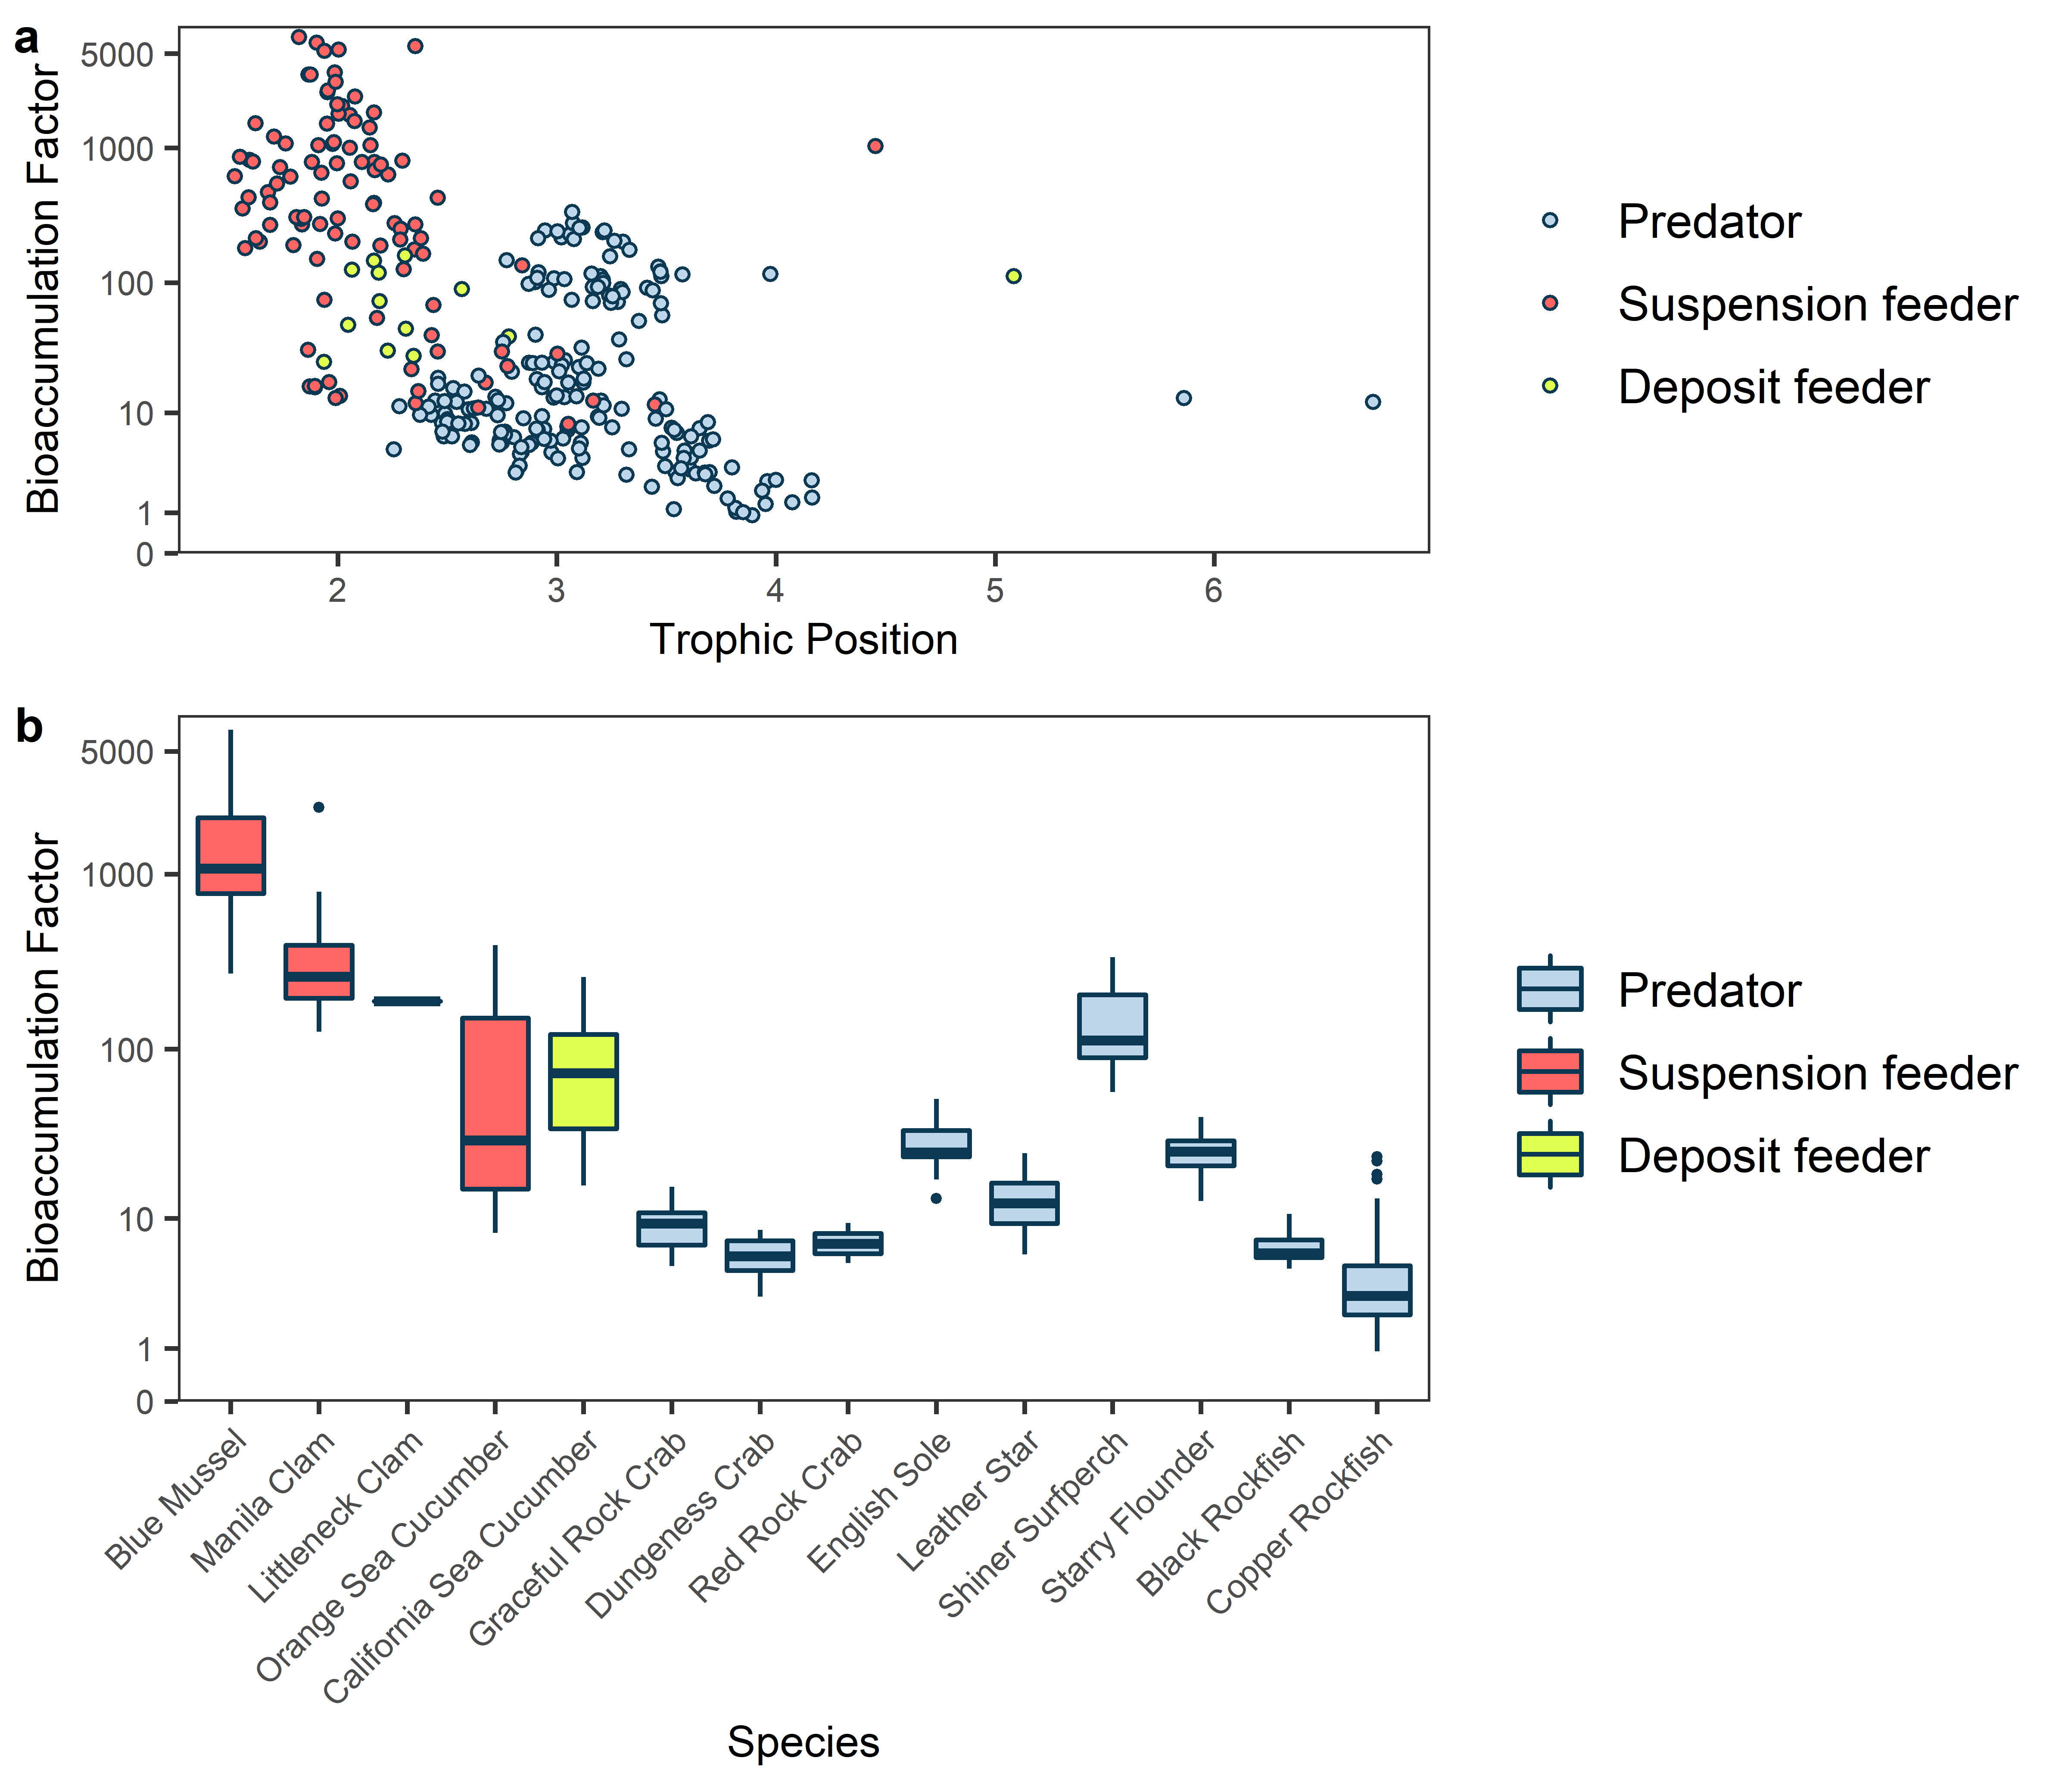 a
Bioaccumulation Factor
5000
1000
100
10
1
0
2 3 4 5 6
Trophic Position
Predator
Suspension feeder
Deposit feeder
b
Bioaccumulation Factor
5000
1000
100
10
1
0
Blue Mussel
Manila Clam
Littleneck Clam
Orange Sea Cucumber
California Sea Cucumber
Graceful Rock Crab
Dungeness Crab
Red Rock Crab
English Sole
Leather Star
Shiner Surfperch
Starry Flounder
Black Rockfish
Copper Rockfish
Species
Predator
Suspension feeder
Deposit feeder